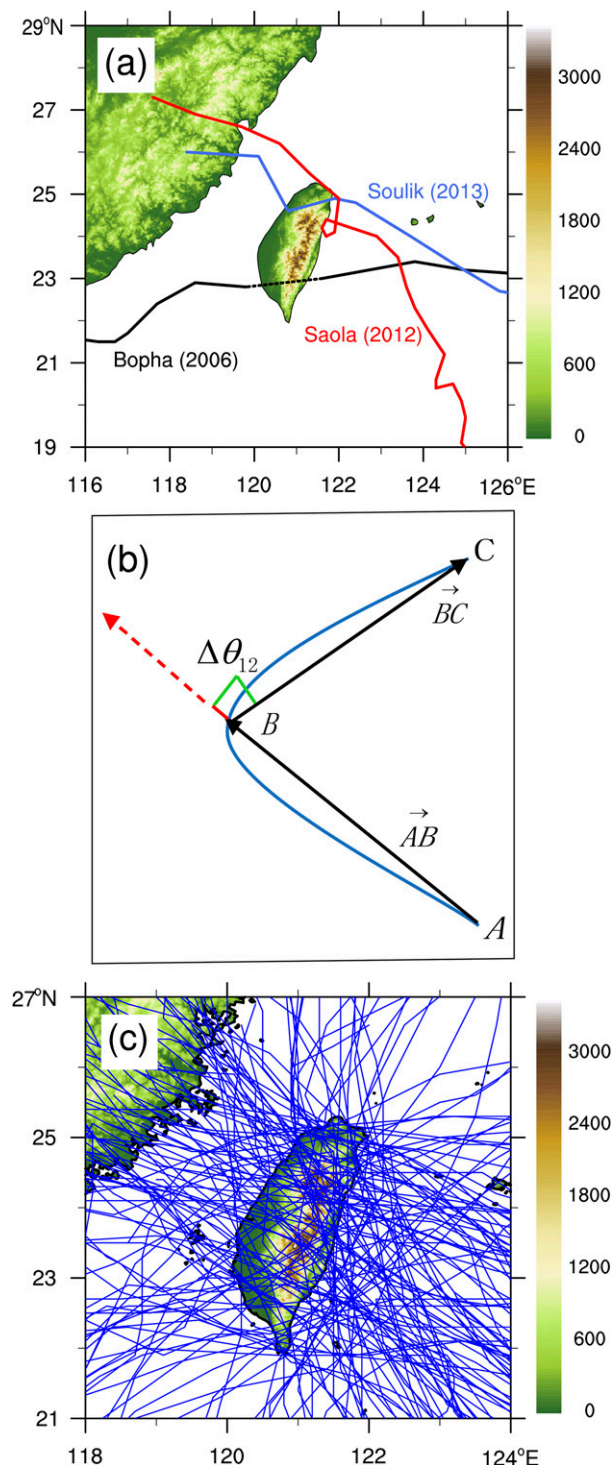 29°N
(a)
27
25
23
21
19
Soulik (2013)
Saola (2012)
Bopha (2006)
116
118
120
122
124
126°E
3000
2400
1800
1200
600
0
(b)
C
BC
Δθ12
B
AB
A
27°N
(c)
25
23
21
118
120
122
124°E
3000
2400
1800
1200
600
0